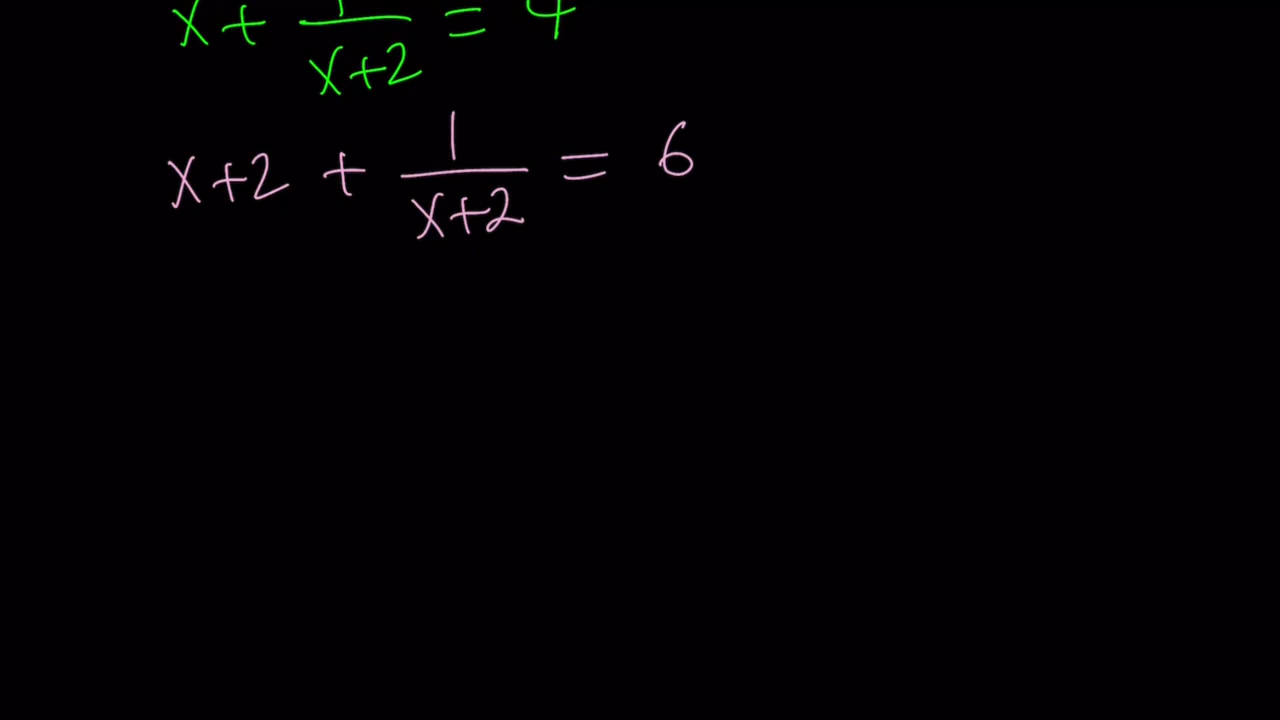 x + 1/(x+2) = 4
x+2 + 1/(x+2) = 6